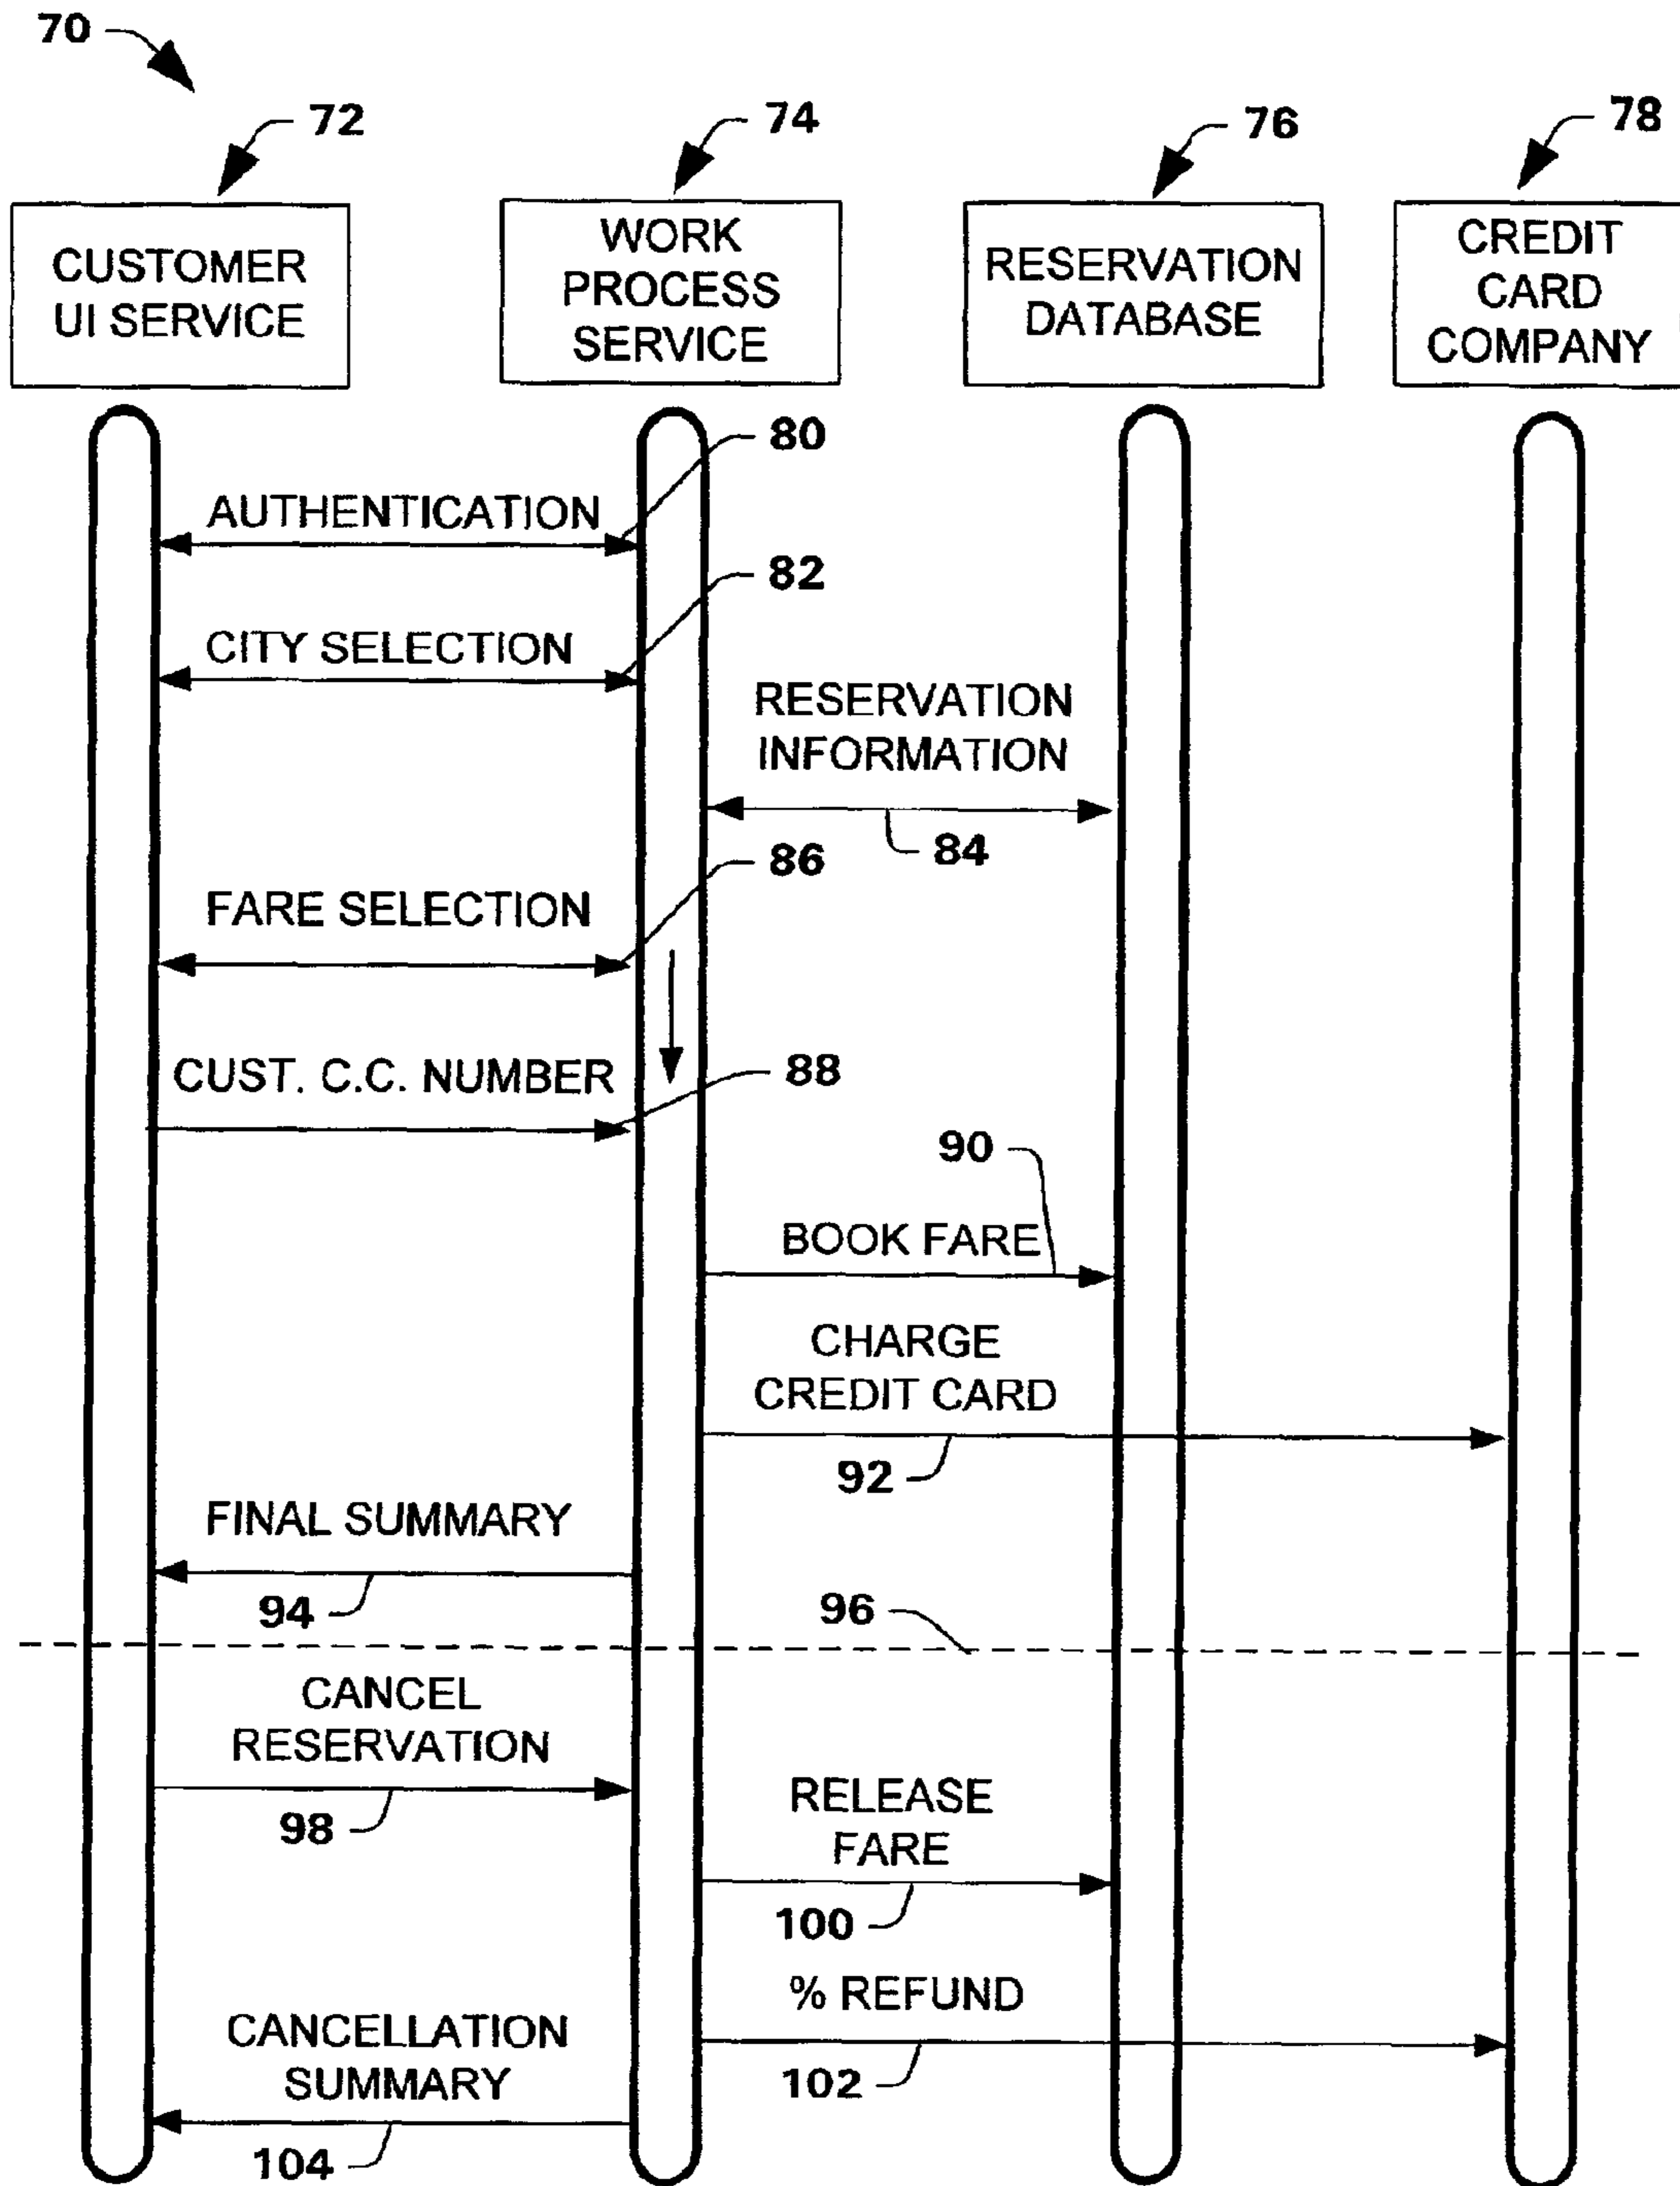 70
72
74
76
78
CUSTOMER
UI SERVICE
WORK
PROCESS
SERVICE
RESERVATION
DATABASE
CREDIT
CARD
COMPANY
80
AUTHENTICATION
82
CITY SELECTION
RESERVATION
INFORMATION
84
86
FARE SELECTION
CUST. C.C. NUMBER
88
90
BOOK FARE
CHARGE
CREDIT CARD
92
FINAL SUMMARY
94
96
CANCEL
RESERVATION
98
RELEASE
FARE
100
% REFUND
102
CANCELLATION
SUMMARY
104